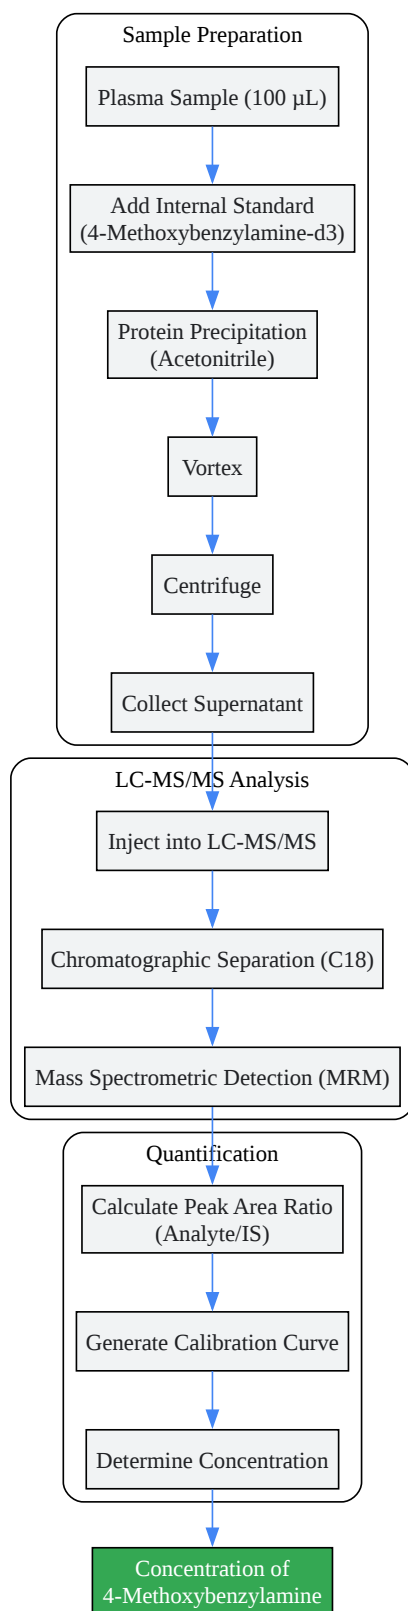 Sample Preparation
Plasma Sample (100 µL)
Add Internal Standard
(4-Methoxybenzylamine-d3)
Protein Precipitation
(Acetonitrile)
Vortex
Centrifuge
Collect Supernatant
LC-MS/MS Analysis
Inject into LC-MS/MS
Chromatographic Separation (C18)
Mass Spectrometric Detection (MRM)
Quantification
Calculate Peak Area Ratio
(Analyte/IS)
Generate Calibration Curve
Determine Concentration
Concentration of
4-Methoxybenzylamine